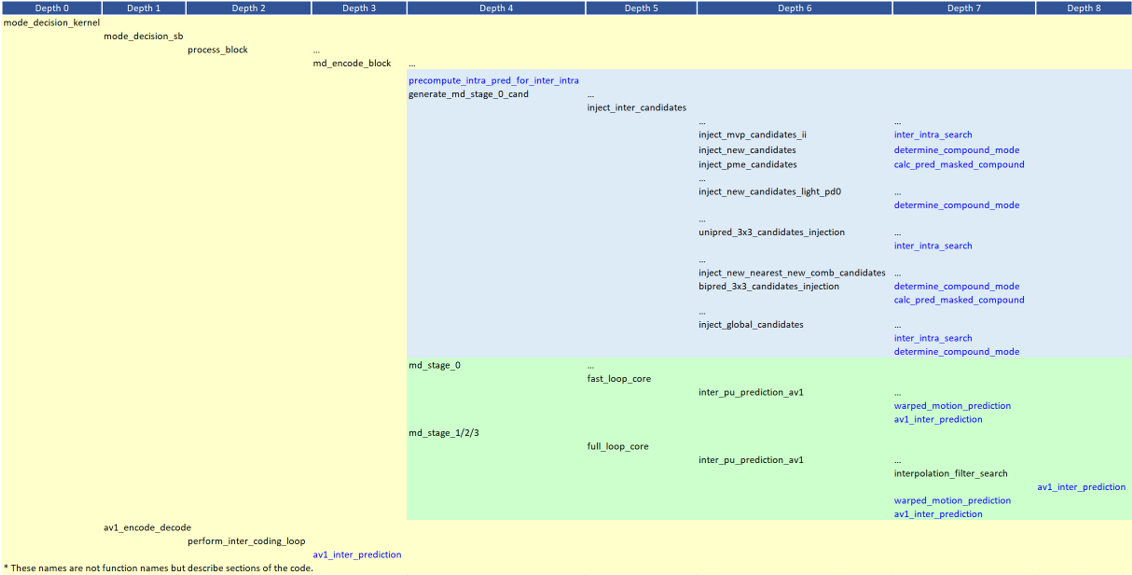 Depth 0 Depth 1 Depth 2 Depth 3 Depth 4 Depth 5 Depth 6 Depth 7 Depth 8
mode_decision_kernel
mode_decision_sb
process_block ...
md_encode_block ...
precompute_intra_pred_for_inter_intra
generate_md_stage_0_cand ...
inject_inter_candidates
... ...
inject_mvp_candidates_ii inter_intra_search
inject_new_candidates determine_compound_mode
inject_pme_candidates calc_pred_masked_compound
...
inject_new_candidates_light_pd0 ...
determine_compound_mode
...
unipred_3x3_candidates_injection ...
inter_intra_search
...
inject_new_nearest_new_comb_candidates ...
bipred_3x3_candidates_injection determine_compound_mode
calc_pred_masked_compound
...
inject_global_candidates ...
inter_intra_search
determine_compound_mode
md_stage_0 ...
fast_loop_core
inter_pu_prediction_av1 ...
warped_motion_prediction
av1_inter_prediction
md_stage_1/2/3
full_loop_core
inter_pu_prediction_av1 ...
interpolation_filter_search
av1_inter_prediction
warped_motion_prediction
av1_inter_prediction
av1_encode_decode
perform_inter_coding_loop
av1_inter_prediction
* These names are not function names but describe sections of the code.